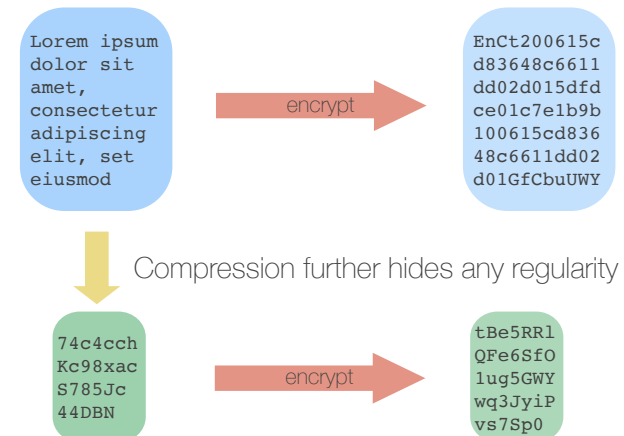 Lorem ipsum
dolor sit
amet,
consectetur
adipiscing
elit, set
eiusmod
encrypt
EnCt200615c
d83648c6611
dd02d015dfd
ce01c7e1b9b
100615cd836
48c6611dd02
d01GfCbuUWY
Compression further hides any regularity
74c4cch
Kc98xac
S785Jc
44DBN
encrypt
tBe5RRl
QFe6SfO
1ug5GWY
wq3JyiP
vs7Sp0